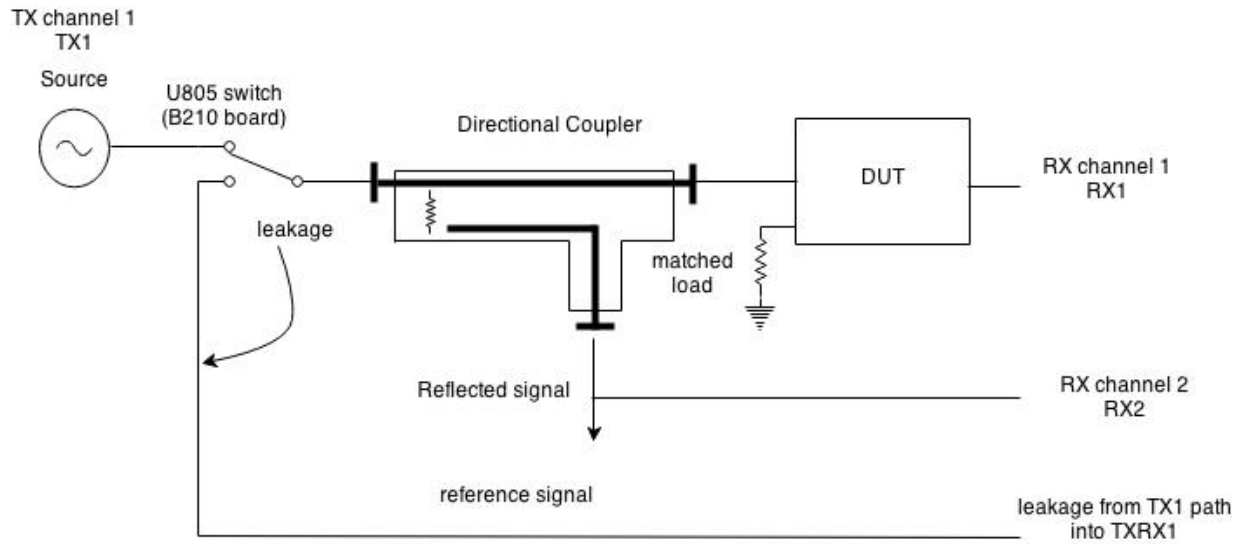 TX channel 1
TX1
Source
U805 switch
(B210 board)
Directional Coupler
DUT
RX channel 1
RX1
leakage
matched
load
Reflected signal
RX channel 2
RX2
reference signal
leakage from TX1 path
into TXRX1